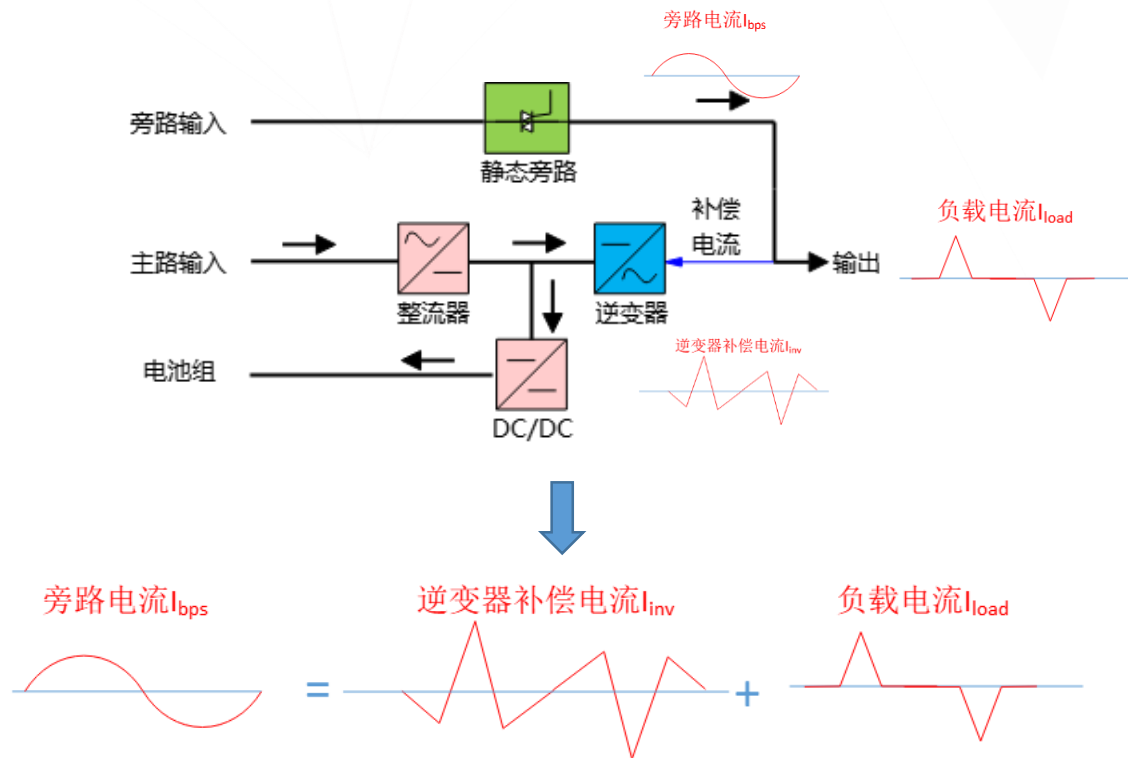 旁路电流Ibps
旁路输入
静态旁路
补偿
电流
负载电流Iload
主路输入
输出
整流器
逆变器
逆变器补偿电流Iinv
电池组
DC/DC
旁路电流Ibps
逆变器补偿电流Iinv
负载电流Iload
=
+